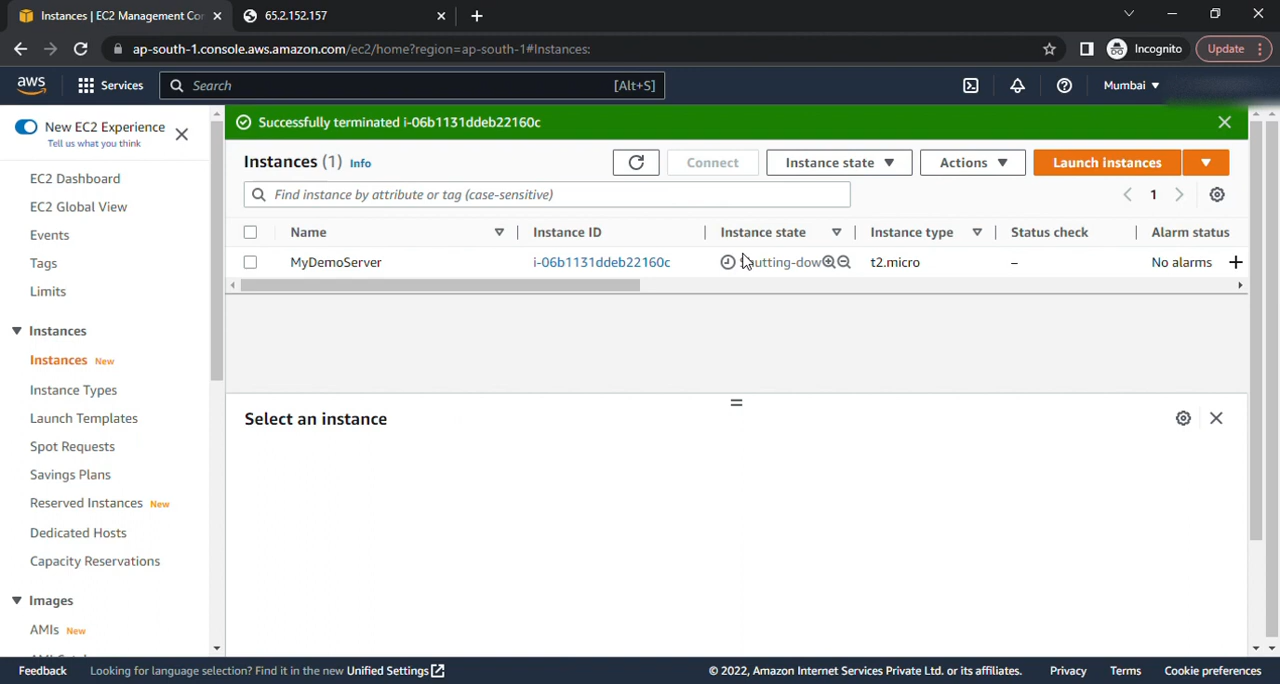 Instances | EC2 Management Cor
65.2.152.157
ap-south-1.console.aws.amazon.com/ec2/home?region=ap-south-1#Instances:
Incognito
Update
aws
Services
Search
[Alt+S]
Mumbai
New EC2 Experience
Tell us what you think
Successfully terminated i-06b1131ddeb22160c
Instances (1) Info
Connect
Instance state
Actions
Launch instances
Find instance by attribute or tag (case-sensitive)
1
Name
Instance ID
Instance state
Instance type
Status check
Alarm status
MyDemoServer
i-06b1131ddeb22160c
utting-dow
t2.micro
–
No alarms
Select an instance
EC2 Dashboard
EC2 Global View
Events
Tags
Limits
Instances
Instances New
Instance Types
Launch Templates
Spot Requests
Savings Plans
Reserved Instances New
Dedicated Hosts
Capacity Reservations
Images
AMIs New
Feedback
Looking for language selection? Find it in the new Unified Settings
© 2022, Amazon Internet Services Private Ltd. or its affiliates.
Privacy
Terms
Cookie preferences